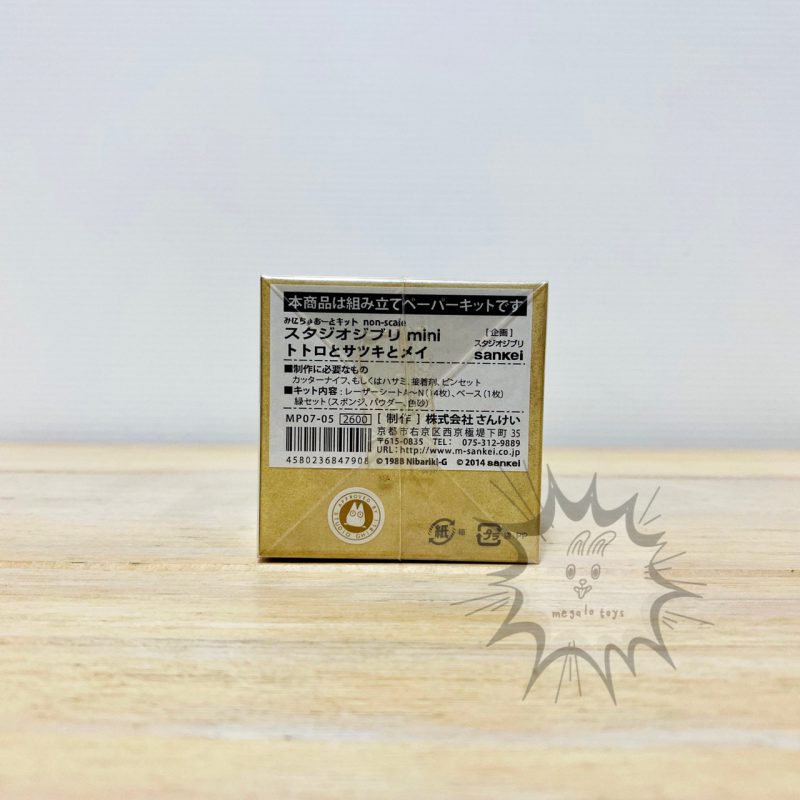 本商品は組み立てペーパーキットです
みにちゅあーとキット non-scale
スタジオジブリ mini
トトロとサツキとメイ
[企画]
スタジオジブリ
sankei
■制作に必要なもの
カッターナイフ、もしくはハサミ、接着剤、ピンセット
■キット内容：レーザーシートA～N(14枚)、ベース(1枚)
緑セット(スポンジ、パウダー、色砂)
MP07-05 2600 [制作] 株式会社 さんけい
京都市右京区西京極堤下町 35
〒615-0835 TEL: 075-312-9889
URL:http://www.m-sankei.co.jp
4580236847908 © 1988 Nibariki-G © 2014 sankei
APPROVED BY
STUDIO GHIBLI
紙 箱 プラ 袋:PP
megalo toys